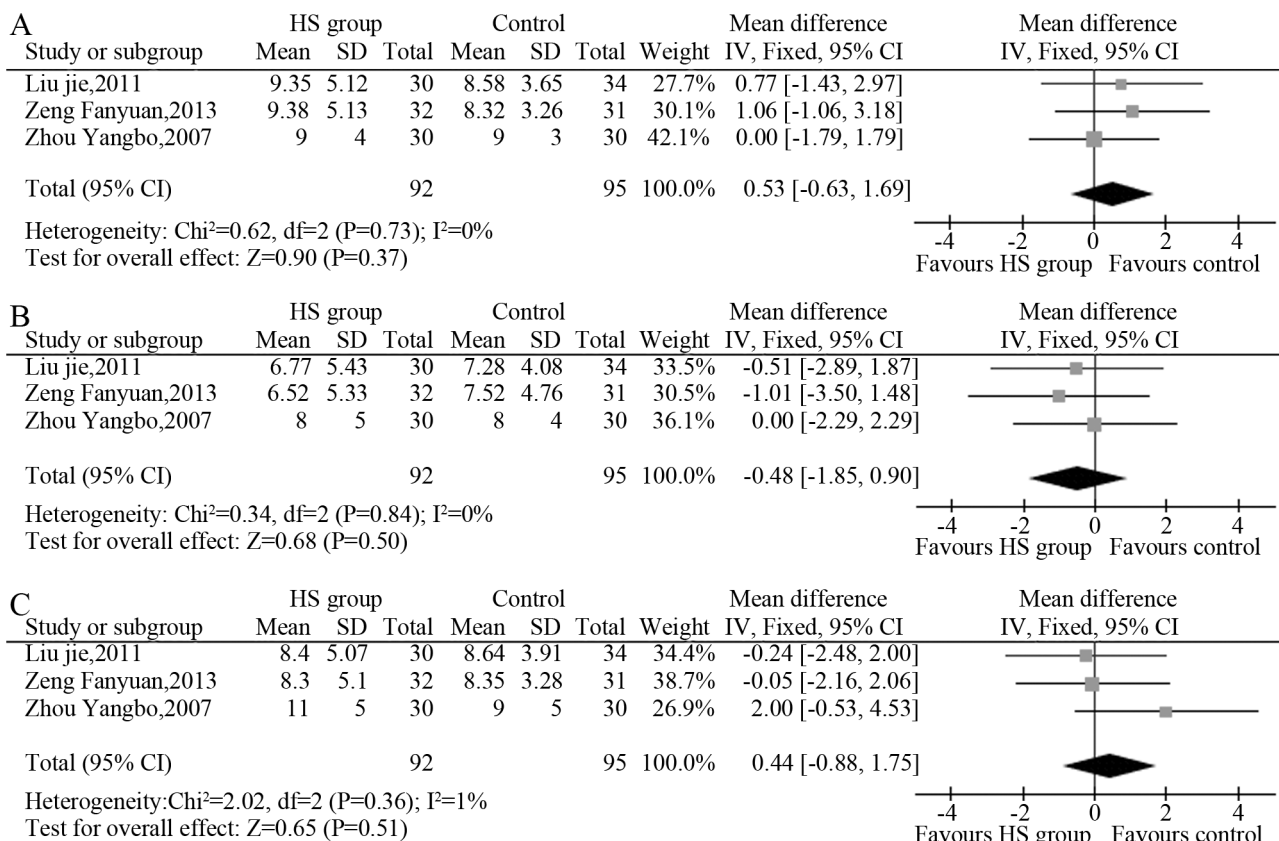 A
HS group Control Mean difference Mean difference
Study or subgroup Mean SD Total Mean SD Total Weight IV, Fixed, 95% CI IV, Fixed, 95% CI
Liu jie,2011 9.35 5.12 30 8.58 3.65 34 27.7% 0.77 [-1.43, 2.97]
Zeng Fanyuan,2013 9.38 5.13 32 8.32 3.26 31 30.1% 1.06 [-1.06, 3.18]
Zhou Yangbo,2007 9 4 30 9 3 30 42.1% 0.00 [-1.79, 1.79]
Total (95% CI) 92 95 100.0% 0.53 [-0.63, 1.69]
Heterogeneity: Chi²=0.62, df=2 (P=0.73); I²=0%
Test for overall effect: Z=0.90 (P=0.37)
-4 -2 0 2 4
Favours HS group Favours control
B
HS group Control Mean difference Mean difference
Study or subgroup Mean SD Total Mean SD Total Weight IV, Fixed, 95% CI IV, Fixed, 95% CI
Liu jie,2011 6.77 5.43 30 7.28 4.08 34 33.5% -0.51 [-2.89, 1.87]
Zeng Fanyuan,2013 6.52 5.33 32 7.52 4.76 31 30.5% -1.01 [-3.50, 1.48]
Zhou Yangbo,2007 8 5 30 8 4 30 36.1% 0.00 [-2.29, 2.29]
Total (95% CI) 92 95 100.0% -0.48 [-1.85, 0.90]
Heterogeneity: Chi²=0.34, df=2 (P=0.84); I²=0%
Test for overall effect: Z=0.68 (P=0.50)
-4 -2 0 2 4
Favours HS group Favours control
C
HS group Control Mean difference Mean difference
Study or subgroup Mean SD Total Mean SD Total Weight IV, Fixed, 95% CI IV, Fixed, 95% CI
Liu jie,2011 8.4 5.07 30 8.64 3.91 34 34.4% -0.24 [-2.48, 2.00]
Zeng Fanyuan,2013 8.3 5.1 32 8.35 3.28 31 38.7% -0.05 [-2.16, 2.06]
Zhou Yangbo,2007 11 5 30 9 5 30 26.9% 2.00 [-0.53, 4.53]
Total (95% CI) 92 95 100.0% 0.44 [-0.88, 1.75]
Heterogeneity:Chi²=2.02, df=2 (P=0.36); I²=1%
Test for overall effect: Z=0.65 (P=0.51)
-4 -2 0 2 4
Favours HS group Favours control